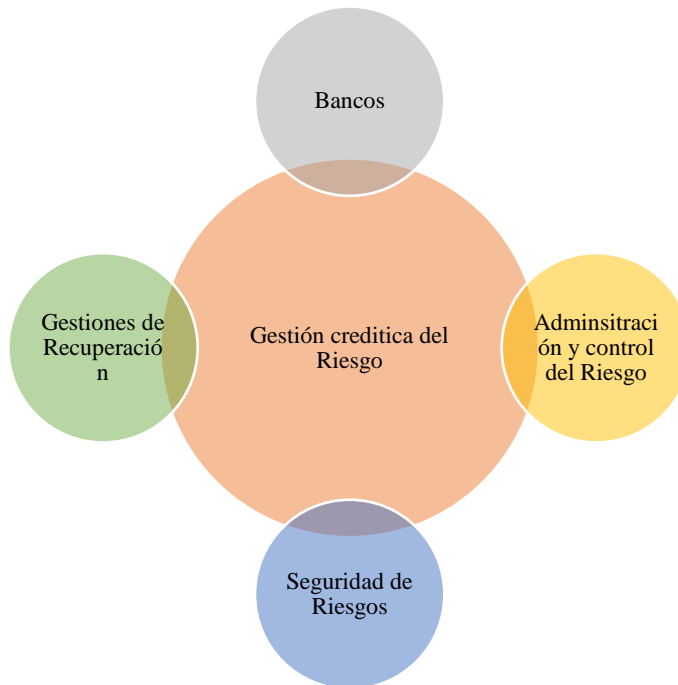 Bancos
Gestiones de
Recuperació
n
Gestión creditica del
Riesgo
Adminsitraci
ón y control
del Riesgo
Seguridad de
Riesgos